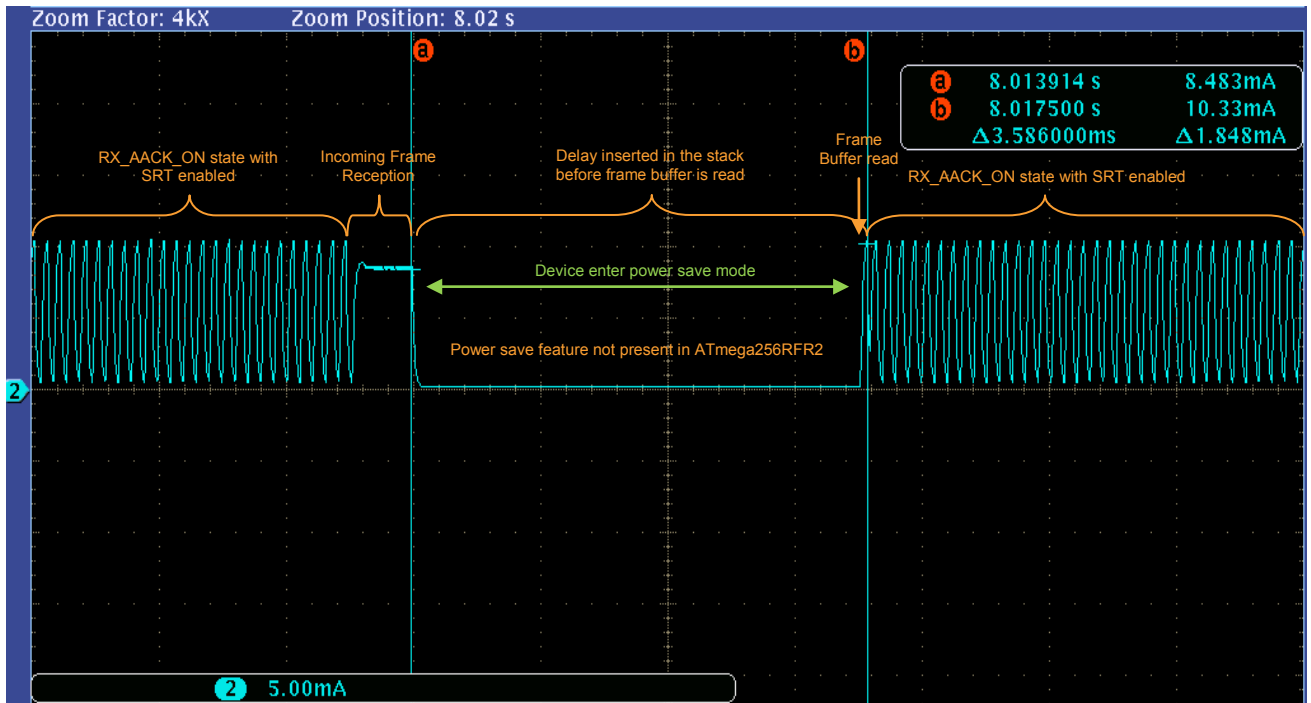 Zoom Factor: 4kX Zoom Position: 8.02 s
a
b
a 8.013914 s 8.483mA
b 8.017500 s 10.33mA
Δ3.586000ms Δ1.848mA
RX_AACK_ON state with
SRT enabled
Incoming Frame
Reception
Delay inserted in the stack
before frame buffer is read
Frame
Buffer read
RX_AACK_ON state with SRT enabled
Device enter power save mode
Power save feature not present in ATmega256RFR2
2
2 5.00mA